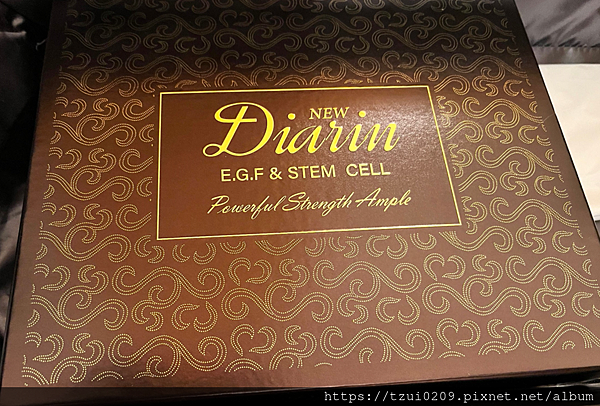 NEW
Diarin
E.G.F & STEM CELL
Powerful Strength Ample
https://tzui0209.pixnet.net/album